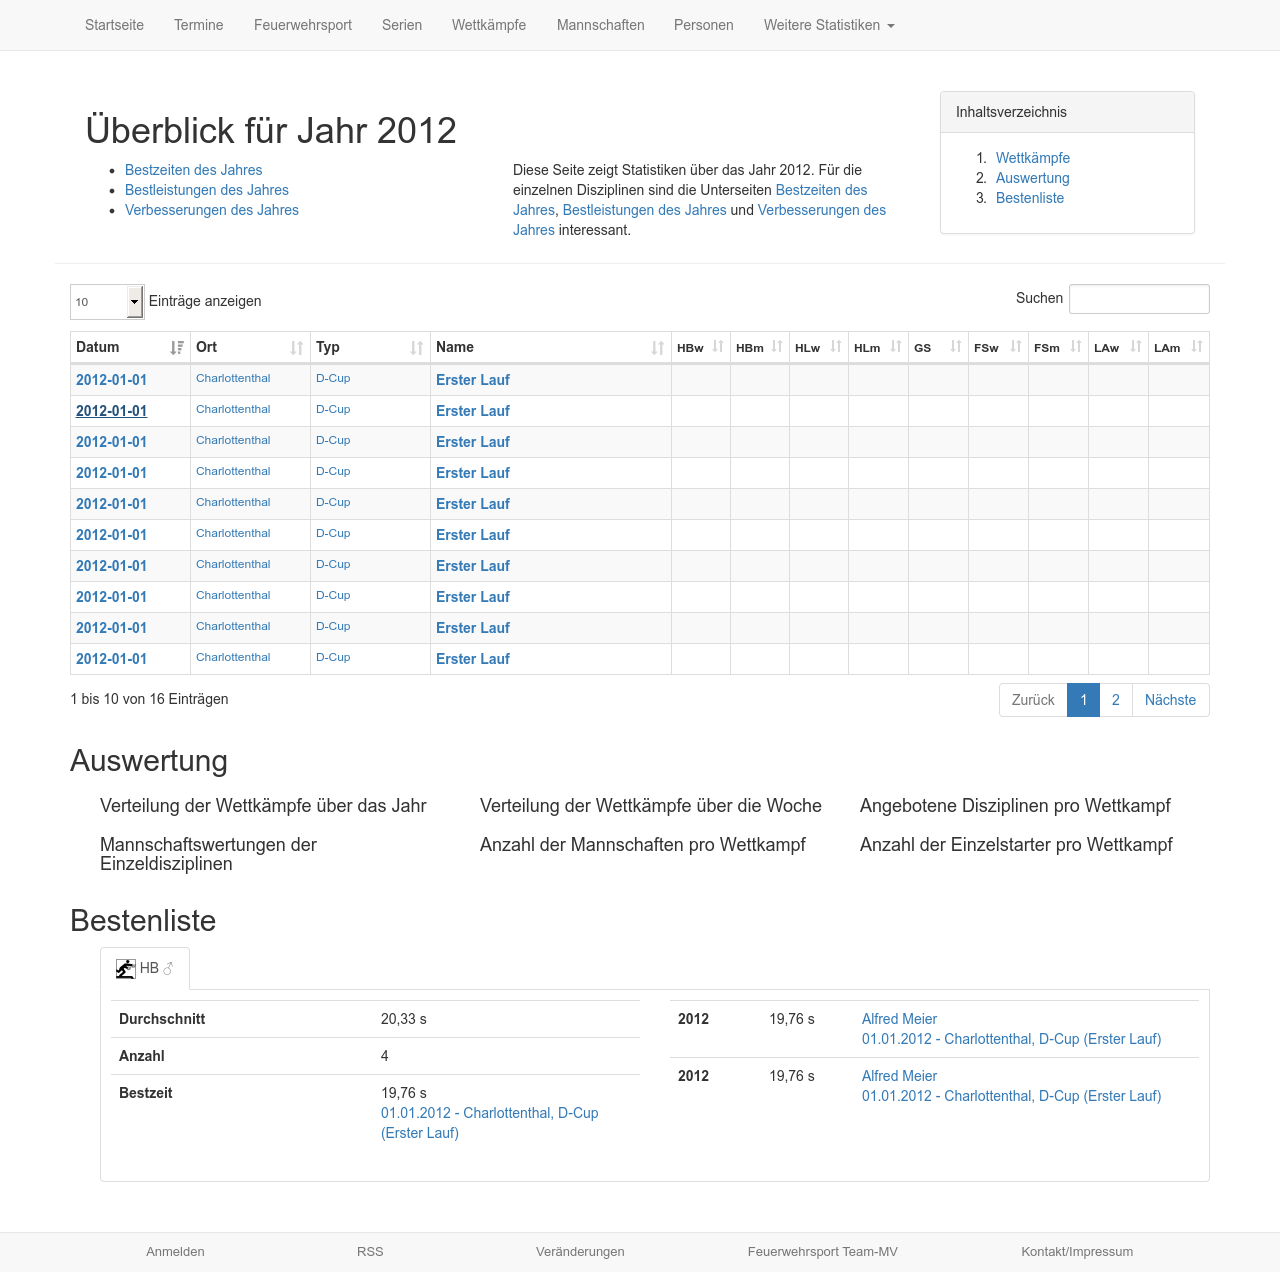 Startseite Termine Feuerwehrsport Serien Wettkämpfe Mannschaften Personen Weitere Statistiken
Überblick für Jahr 2012
Bestzeiten des Jahres
Bestleistungen des Jahres
Verbesserungen des Jahres
Diese Seite zeigt Statistiken über das Jahr 2012. Für die
einzelnen Disziplinen sind die Unterseiten Bestzeiten des
Jahres, Bestleistungen des Jahres und Verbesserungen des
Jahres interessant.
Inhaltsverzeichnis
1. Wettkämpfe
2. Auswertung
3. Bestenliste
10 Einträge anzeigen
Suchen
Datum Ort Typ Name HBw HBm HLw HLm GS FSw FSm LAw LAm
2012-01-01 Charlottenthal D-Cup Erster Lauf
2012-01-01 Charlottenthal D-Cup Erster Lauf
2012-01-01 Charlottenthal D-Cup Erster Lauf
2012-01-01 Charlottenthal D-Cup Erster Lauf
2012-01-01 Charlottenthal D-Cup Erster Lauf
2012-01-01 Charlottenthal D-Cup Erster Lauf
2012-01-01 Charlottenthal D-Cup Erster Lauf
2012-01-01 Charlottenthal D-Cup Erster Lauf
2012-01-01 Charlottenthal D-Cup Erster Lauf
2012-01-01 Charlottenthal D-Cup Erster Lauf
1 bis 10 von 16 Einträgen
Zurück 1 2 Nächste
Auswertung
Verteilung der Wettkämpfe über das Jahr
Verteilung der Wettkämpfe über die Woche
Angebotene Disziplinen pro Wettkampf
Mannschaftswertungen der
Einzeldisziplinen
Anzahl der Mannschaften pro Wettkampf
Anzahl der Einzelstarter pro Wettkampf
Bestenliste
HB ♂
Durchschnitt 20,33 s
Anzahl 4
Bestzeit 19,76 s
01.01.2012 - Charlottenthal, D-Cup
(Erster Lauf)
2012 19,76 s Alfred Meier
01.01.2012 - Charlottenthal, D-Cup (Erster Lauf)
2012 19,76 s Alfred Meier
01.01.2012 - Charlottenthal, D-Cup (Erster Lauf)
Anmelden RSS Veränderungen Feuerwehrsport Team-MV Kontakt/Impressum